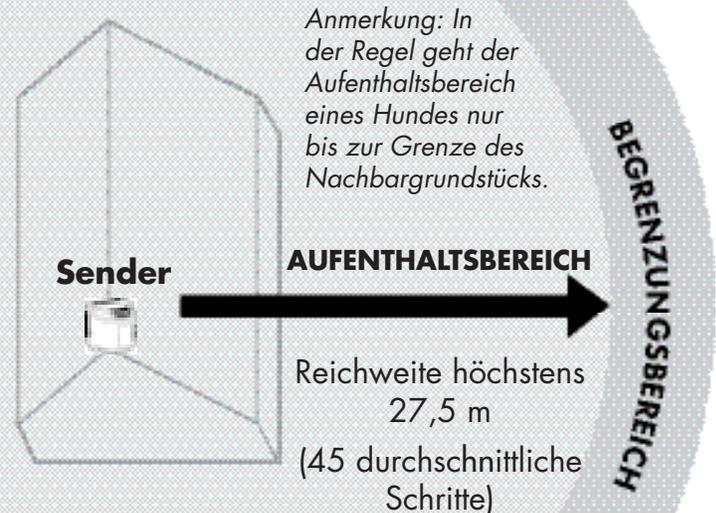 Anmerkung: In
der Regel geht der
Aufenthaltsbereich
eines Hundes nur
bis zur Grenze des
Nachbargrundstücks.
Sender
AUFENTHALTSBEREICH
Reichweite höchstens
27,5 m
(45 durchschnittliche
Schritte)
BEGRENZUNGSBEREICH